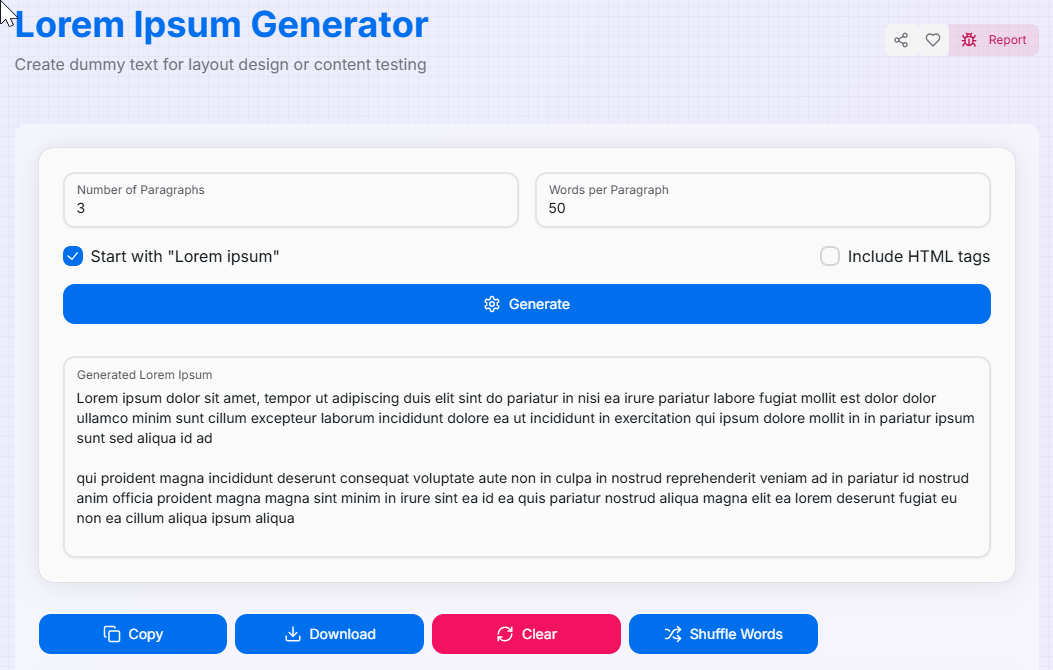 Lorem Ipsum Generator
Create dummy text for layout design or content testing
Report
Number of Paragraphs
3
Words per Paragraph
50
Start with "Lorem ipsum"
Include HTML tags
Generate
Generated Lorem Ipsum
Lorem ipsum dolor sit amet, tempor ut adipiscing duis elit sint do pariatur in nisi ea irure pariatur labore fugiat mollit est dolor dolor
ullamco minim sunt cillum excepteur laborum incididunt dolore ea ut incididunt in exercitation qui ipsum dolore mollit in in pariatur ipsum
sunt sed aliqua id ad
qui proident magna incididunt deserunt consequat voluptate aute non in culpa in nostrud reprehenderit veniam ad in pariatur id nostrud
anim officia proident magna magna sint minim in irure sint ea id ea quis pariatur nostrud aliqua magna elit ea lorem deserunt fugiat eu
non ea cillum aliqua ipsum aliqua
Copy
Download
Clear
Shuffle Words